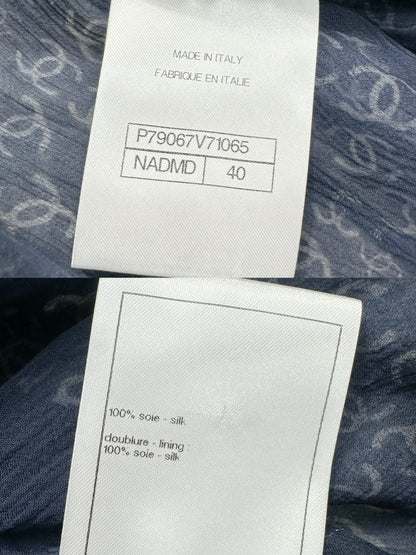 MADE IN ITALY
FABRIQUE EN ITALIE
P79067V71065
NADMD 40
100% soie - silk
doublure - lining :
100% soie - silk